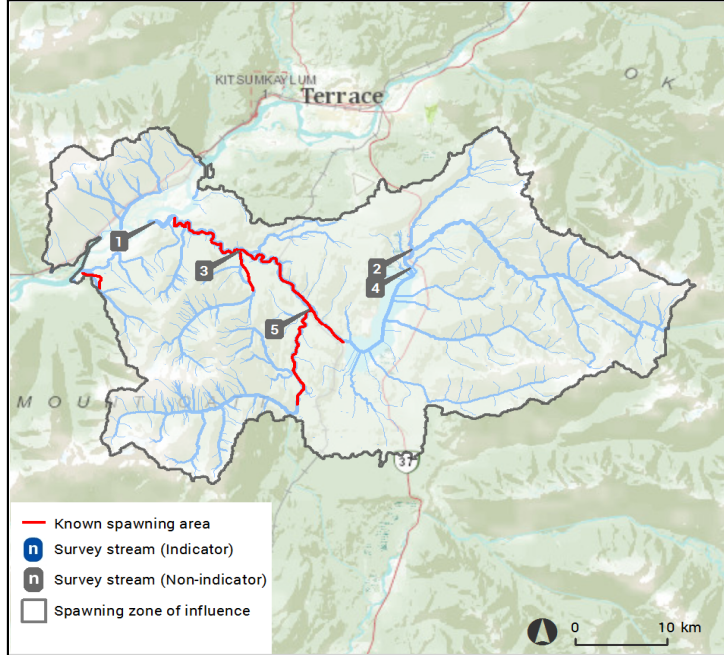 KITSUMKAYLUM
1
Terrace
O K
1
2
3
4
5
M O U N T
37
Known spawning area
n Survey stream (Indicator)
n Survey stream (Non-indicator)
Spawning zone of influence
0 10 km